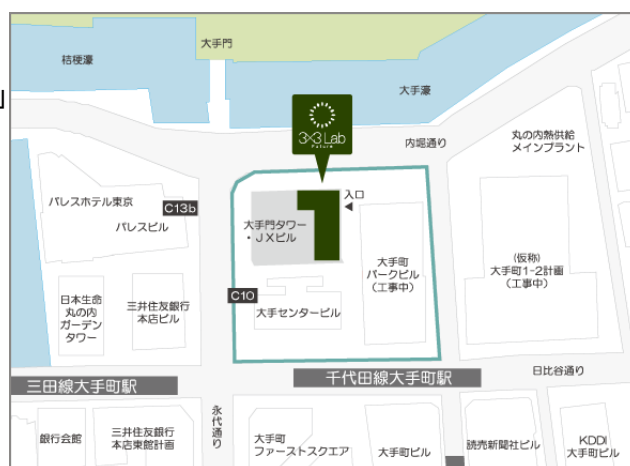 大手門
桔梗濠
大手濠
3×3 Lab
Future
内堀通り
丸の内熱供給
メインプラント
入口
パレスホテル東京
C13b
パレスビル
大手門タワー
・JXビル
大手町
パークビル
(工事中)
(仮称)
大手町1-2計画
(工事中)
C10
大手センタービル
日本生命
丸の内
ガーデン
タワー
三井住友銀行
本店ビル
日比谷通り
三田線大手町駅
千代田線大手町駅
永代通り
銀行会館
三井住友銀行
本店東館計画
大手町
ファーストスクエア
大手町ビル
読売新聞社ビル
KDDI
大手町ビル